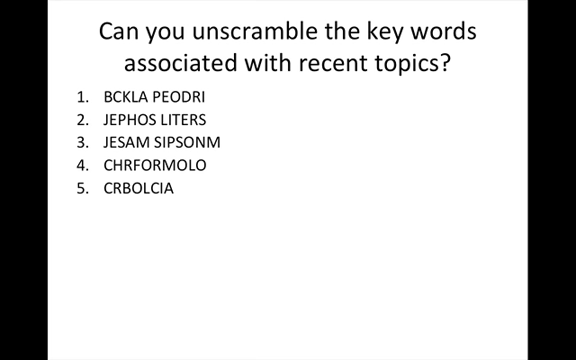 Can you unscramble the key words
associated with recent topics?
1. BCKLA PEODRI
2. JEPHOS LITERS
3. JESAM SIPSONM
4. CHRFORMOLO
5. CRBOLCIA